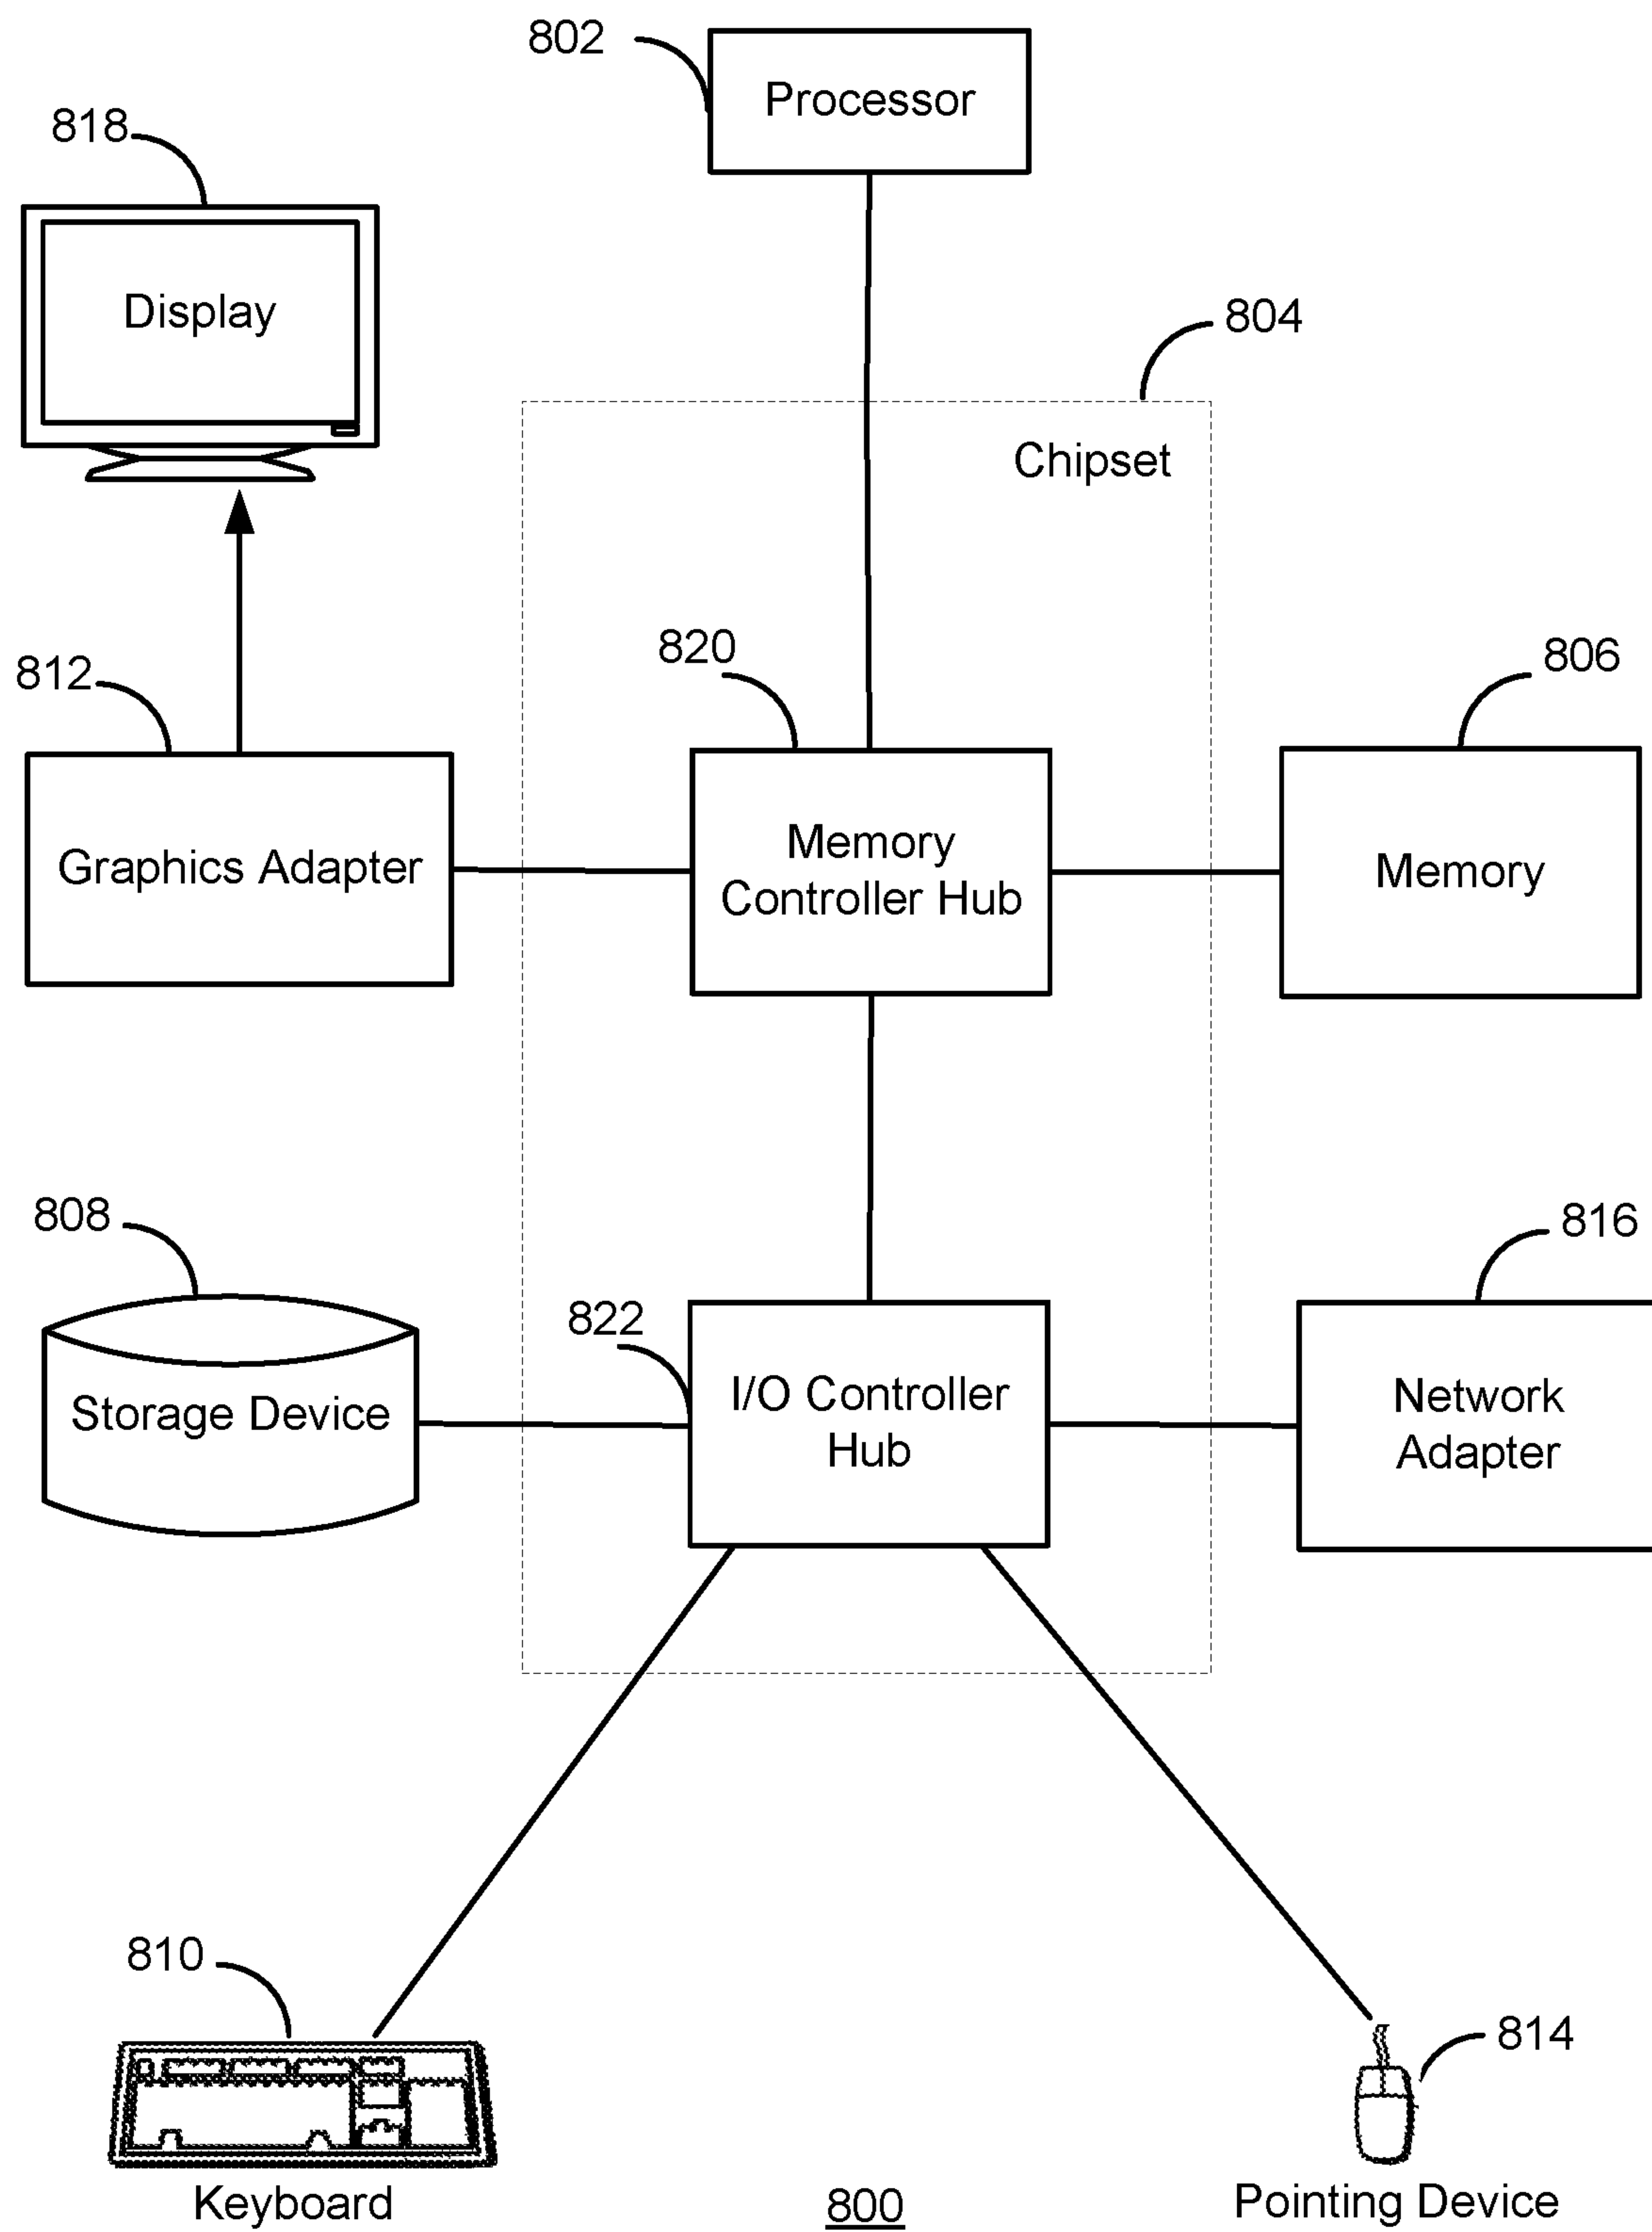 802
Processor
818
Display
804
Chipset
820
806
812
Memory
Controller Hub
Graphics Adapter
Memory
808
816
822
I/O Controller
Hub
Storage Device
Network
Adapter
810
814
Keyboard
800
Pointing Device